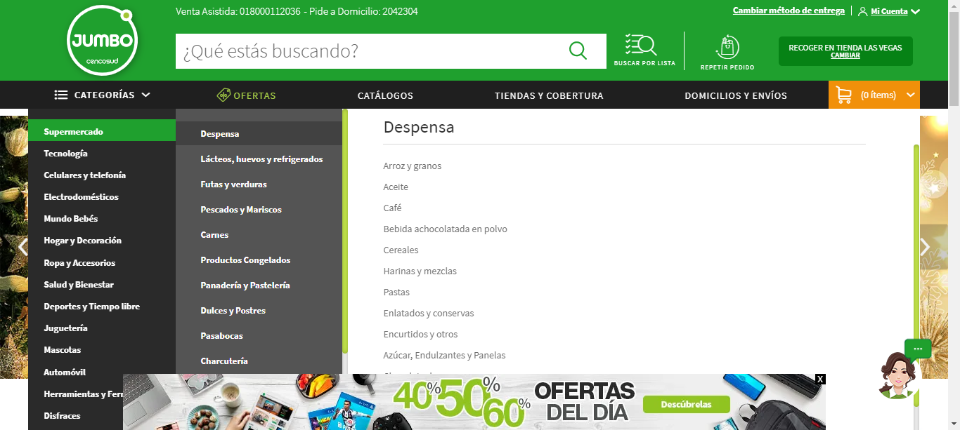 Venta Asistida: 018000112036 - Pide a Domicilio: 2042304
Cambiar método de entrega
Mi Cuenta
JUMBO
cencosud
¿Qué estás buscando?
BUSCAR POR LISTA
REPETIR PEDIDO
RECOGER EN TIENDA LAS VEGAS
CAMBIAR
CATEGORÍAS
OFERTAS
CATÁLOGOS
TIENDAS Y COBERTURA
DOMICILIOS Y ENVÍOS
(0 ítems)
Supermercado
Tecnología
Celulares y telefonía
Electrodomésticos
Mundo Bebés
Hogar y Decoración
Ropa y Accesorios
Salud y Bienestar
Deportes y Tiempo libre
Juguetería
Mascotas
Automóvil
Herramientas y Ferr
Disfraces
Despensa
Lácteos, huevos y refrigerados
Futas y verduras
Pescados y Mariscos
Carnes
Productos Congelados
Panadería y Pastelería
Dulces y Postres
Pasabocas
Charcutería
Despensa
Arroz y granos
Aceite
Café
Bebida achocolatada en polvo
Cereales
Harinas y mezclas
Pastas
Enlatados y conservas
Encurtidos y otros
Azúcar, Endulzantes y Panelas
40% 50% 60%
OFERTAS
DEL DÍA
Descúbrelas
X